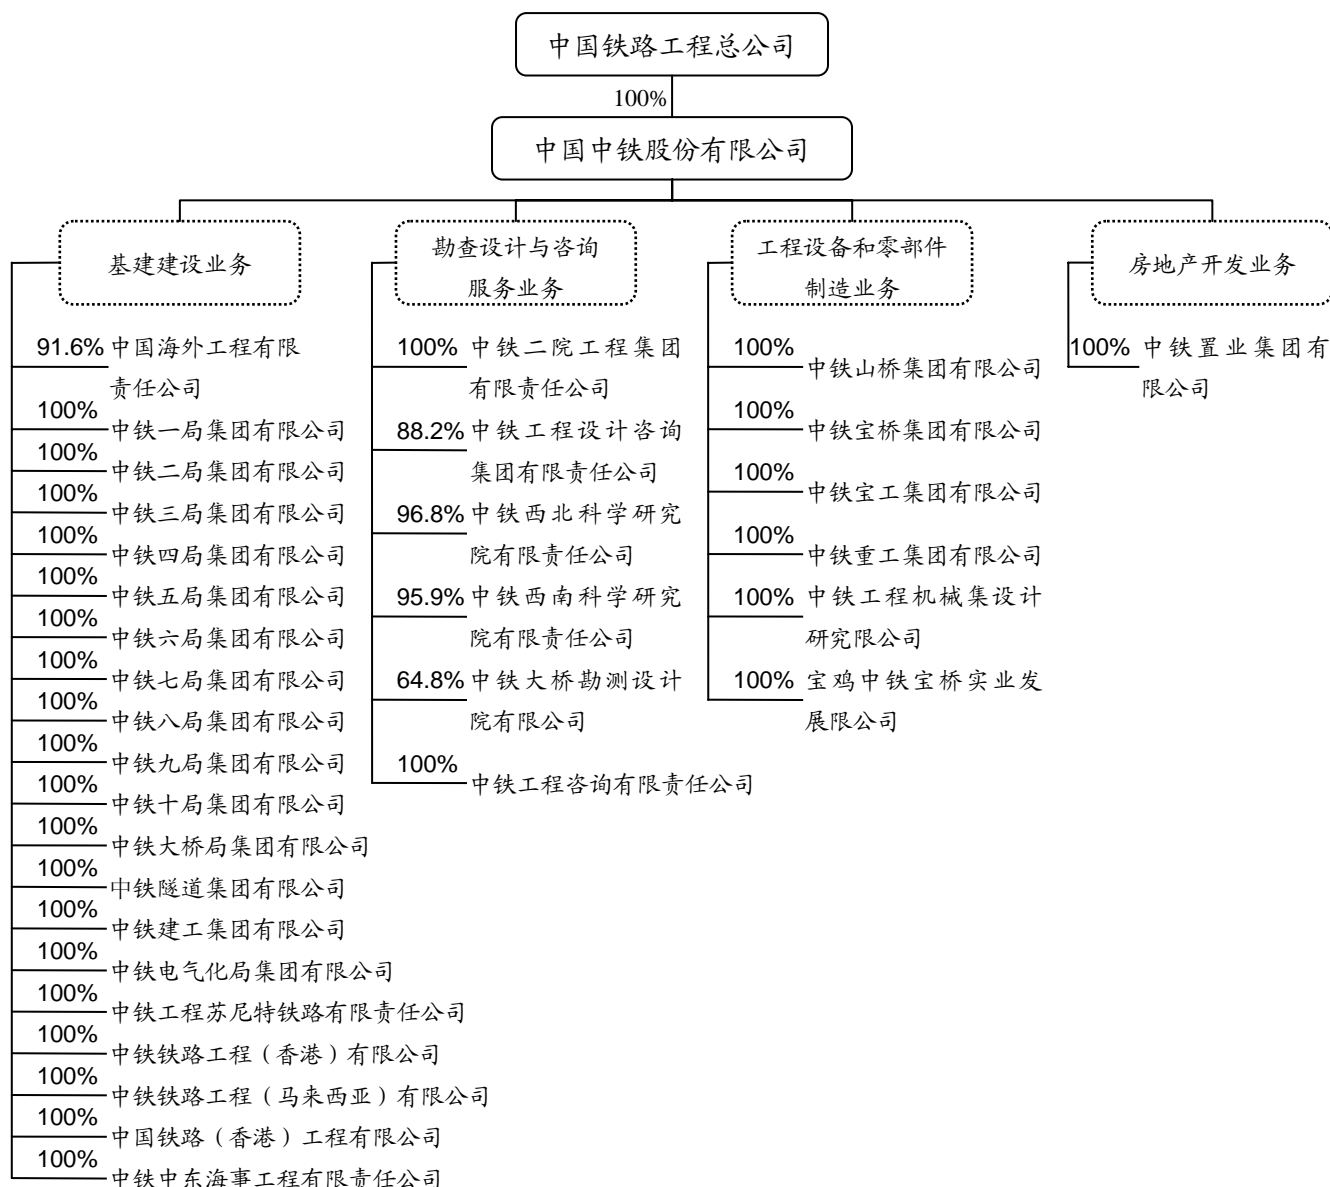 中国铁路工程总公司
100%
中国中铁股份有限公司
基建建设业务
91.6% 中国海外工程有限
责任公司
100%
中铁一局集团有限公司
100%
中铁二局集团有限公司
100%
中铁三局集团有限公司
100%
中铁四局集团有限公司
100%
中铁五局集团有限公司
100%
中铁六局集团有限公司
100%
中铁七局集团有限公司
100%
中铁八局集团有限公司
100%
中铁九局集团有限公司
100%
中铁十局集团有限公司
100%
中铁大桥局集团有限公司
100%
中铁隧道集团有限公司
100%
中铁建工集团有限公司
100%
中铁电气化局集团有限公司
100%
中铁工程苏尼特铁路有限责任公司
100%
中铁铁路工程（香港）有限公司
100%
中铁铁路工程（马来西亚）有限公司
100%
中国铁路（香港）工程有限公司
100%
中铁中东海事工程有限责任公司
勘查设计与咨询
服务业务
100% 中铁二院工程集团
有限责任公司
88.2% 中铁工程设计咨询
集团有限责任公司
96.8% 中铁西北科学研究
院有限责任公司
95.9% 中铁西南科学研究
院有限责任公司
64.8% 中铁大桥勘测设计
院有限公司
100%
中铁工程咨询有限责任公司
工程设备和零部件
制造业务
100%
中铁山桥集团有限公司
100%
中铁宝桥集团有限公司
100%
中铁宝工集团有限公司
100%
中铁重工集团有限公司
100% 中铁工程机械集设计
研究限公司
100% 宝鸡中铁宝桥实业发
展限公司
房地产开发业务
100% 中铁置业集团有
限公司